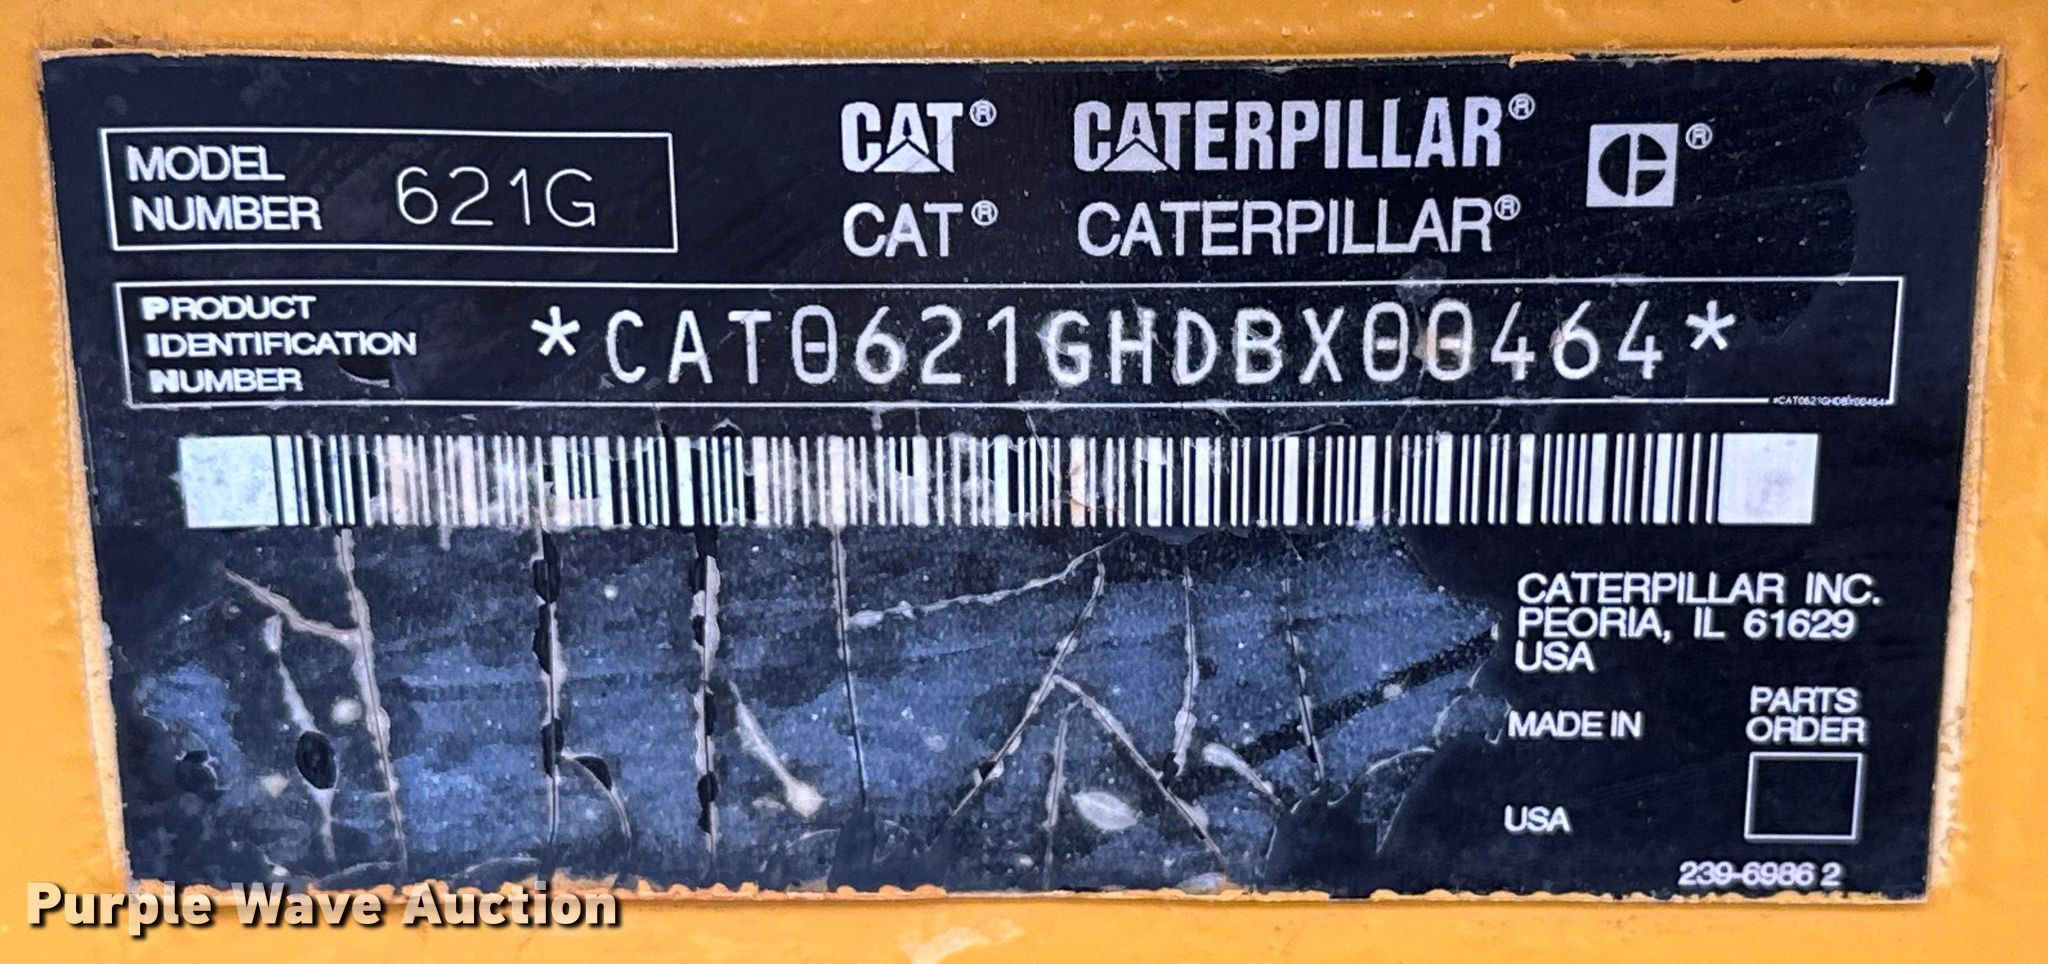 MODEL NUMBER 621G
CAT® CATERPILLAR® ®
CAT® CATERPILLAR®
PRODUCT
IDENTIFICATION
NUMBER
*CAT0621GHDBX00464*
*CAT0621GHDBX00464*
CATERPILLAR INC.
PEORIA, IL 61629
USA
MADE IN
USA
PARTS
ORDER
239-6986 2
Purple Wave Auction